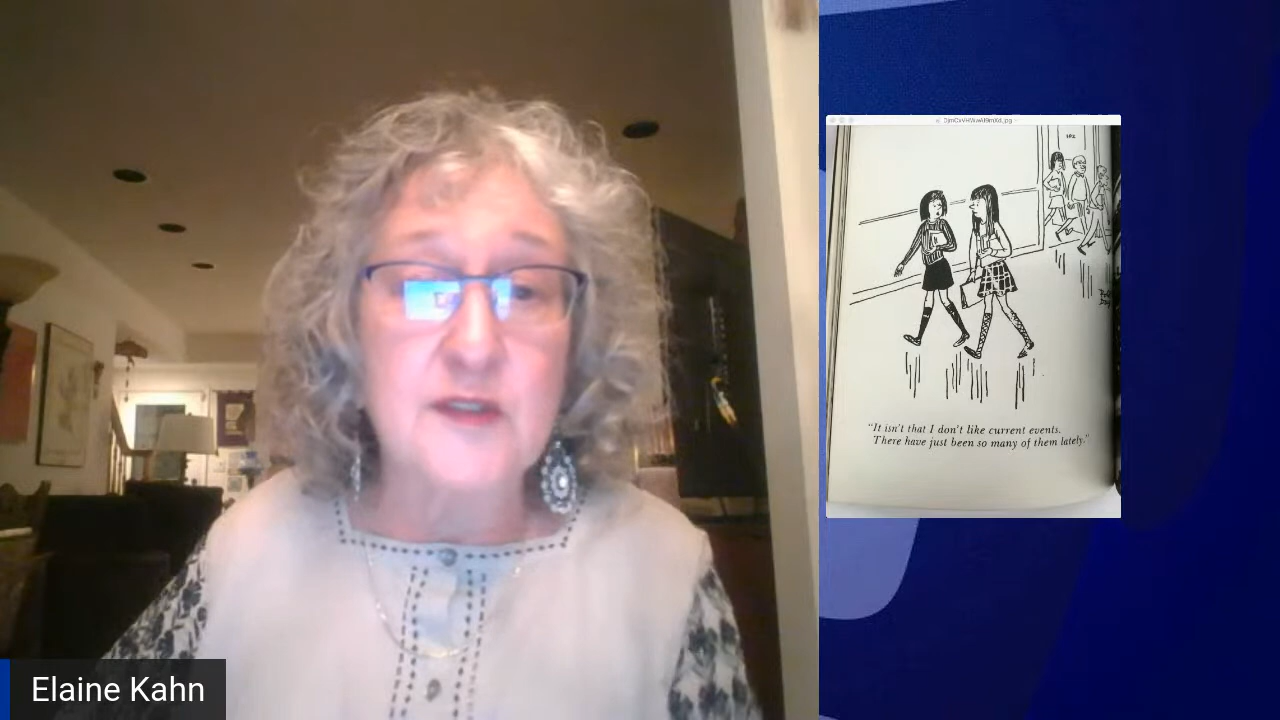 Elaine Kahn
"It isn't that I don't like current events.
There have just been so many of them lately."